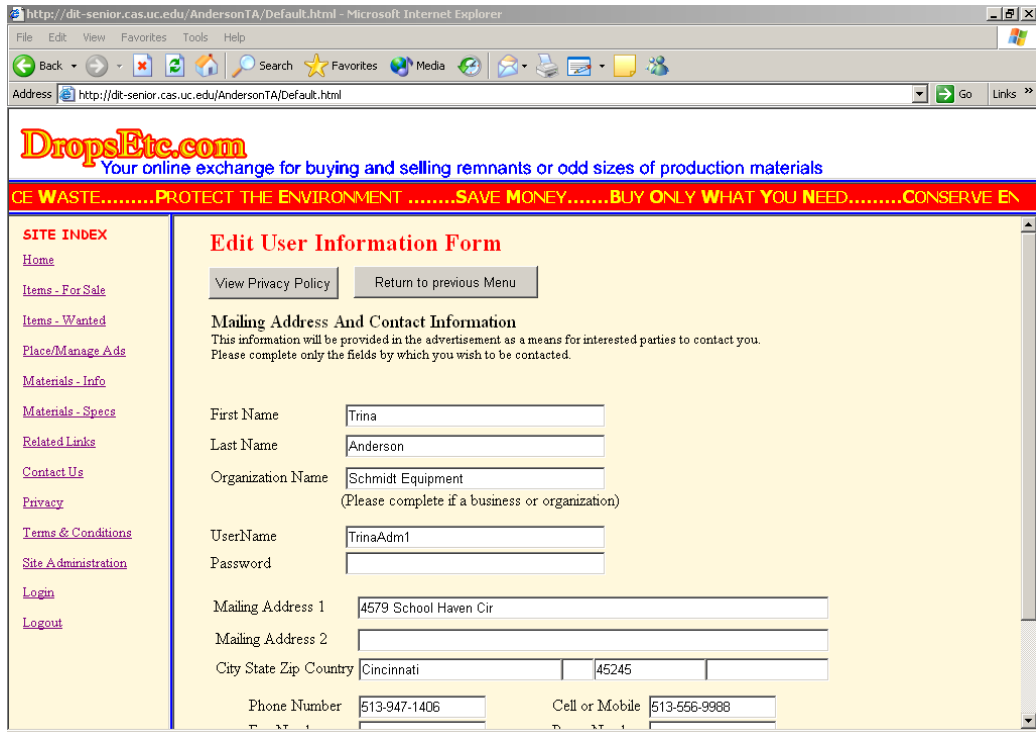 http://dit-senior.cas.uc.edu/AndersonTA/Default.html - Microsoft Internet Explorer
File Edit View Favorites Tools Help
Back Search Favorites Media
Address http://dit-senior.cas.uc.edu/AndersonTA/Default.html Go Links »
DropsEtc.com
Your online exchange for buying and selling remnants or odd sizes of production materials
CE WASTE.........PROTECT THE ENVIRONMENT ........SAVE MONEY.......BUY ONLY WHAT YOU NEED.........CONSERVE EN
SITE INDEX
Home
Items - For Sale
Items - Wanted
Place/Manage Ads
Materials - Info
Materials - Specs
Related Links
Contact Us
Privacy
Terms & Conditions
Site Administration
Login
Logout
Edit User Information Form
View Privacy Policy Return to previous Menu
Mailing Address And Contact Information
This information will be provided in the advertisement as a means for interested parties to contact you.
Please complete only the fields by which you wish to be contacted.
First Name Trina
Last Name Anderson
Organization Name Schmidt Equipment
(Please complete if a business or organization)
UserName TrinaAdm1
Password
Mailing Address 1 4579 School Haven Cir
Mailing Address 2
City State Zip Country Cincinnati 45245
Phone Number 513-947-1406 Cell or Mobile 513-556-9988